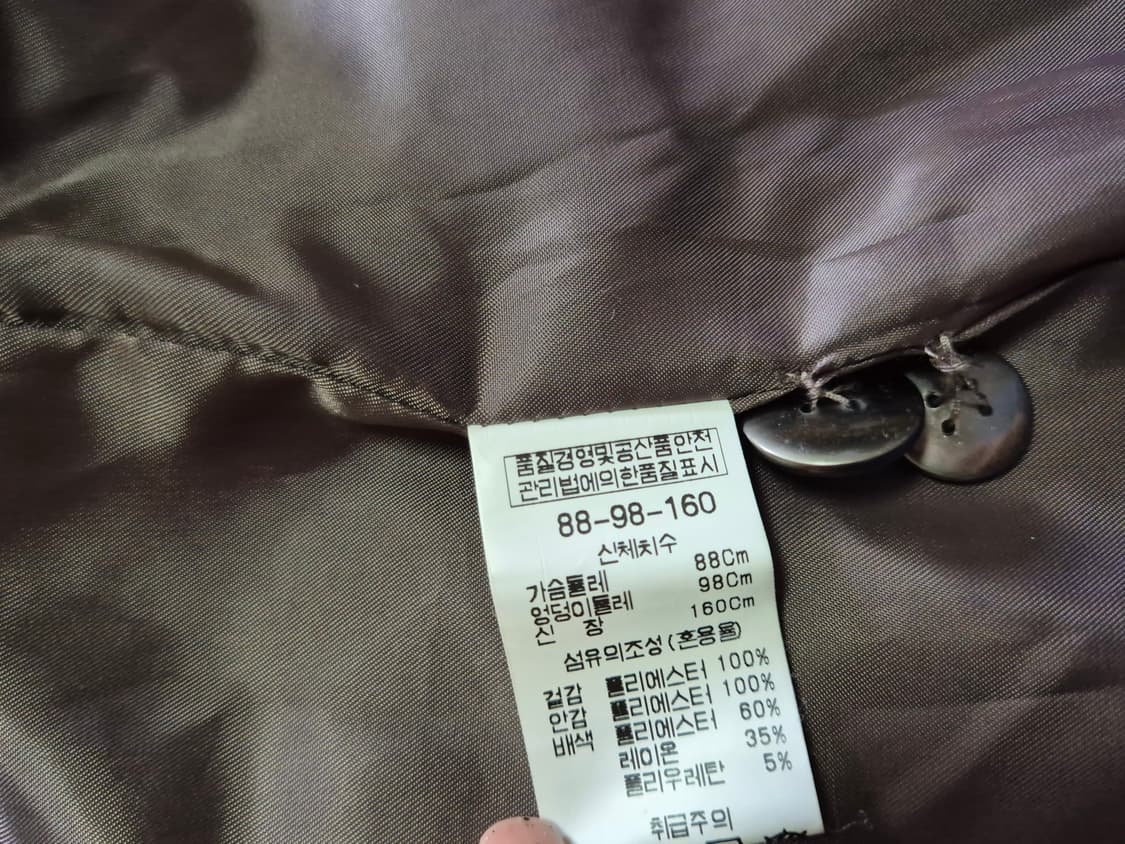 품질경영및공산품안전
관리법에의한품질표시
88-98-160
신체치수
가슴둘레 88Cm
엉덩이둘레 98Cm
신 장 160Cm
섬유의조성(혼용율)
겉감 폴리에스터 100%
안감 폴리에스터 100%
배색 폴리에스터 60%
레이온 35%
폴리우레탄 5%
취급주의